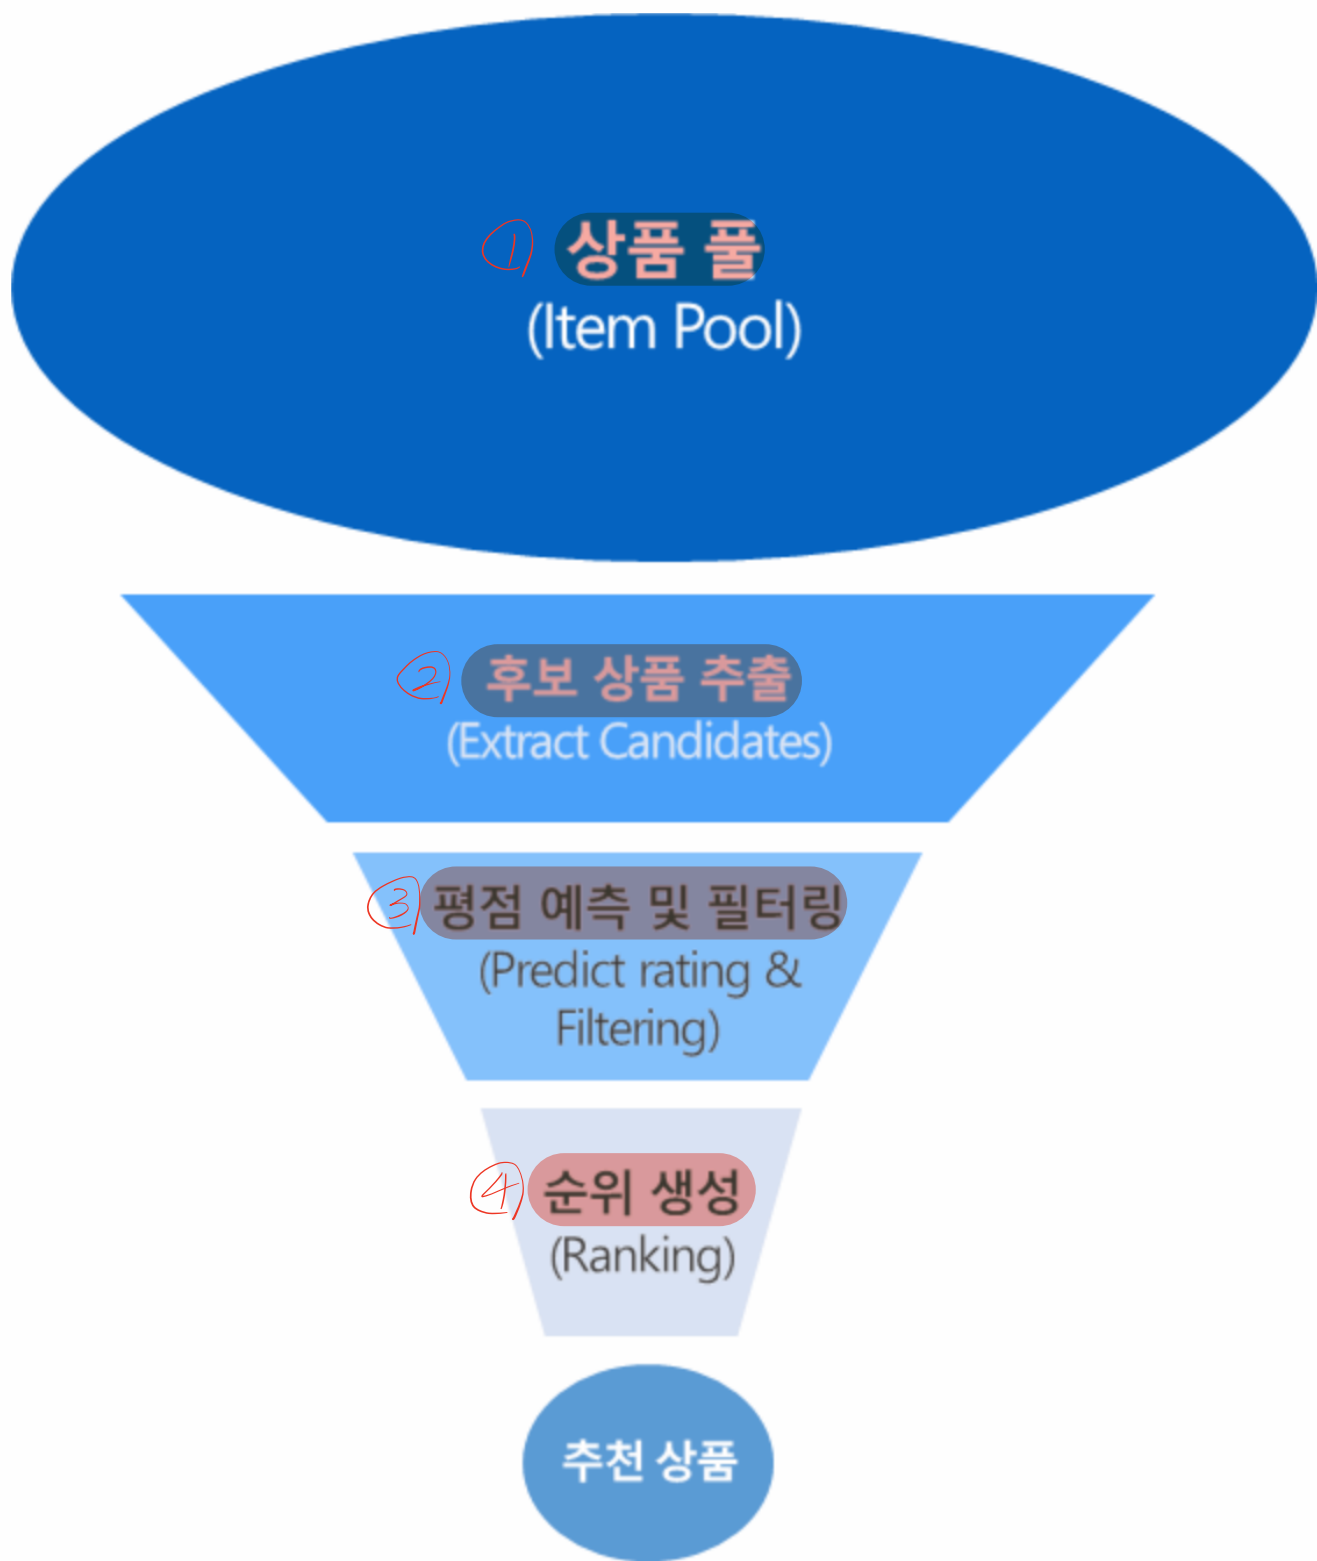 ① 상품 풀
(Item Pool)
② 후보 상품 추출
(Extract Candidates)
③ 평점 예측 및 필터링
(Predict rating &
Filtering)
④ 순위 생성
(Ranking)
추천 상품